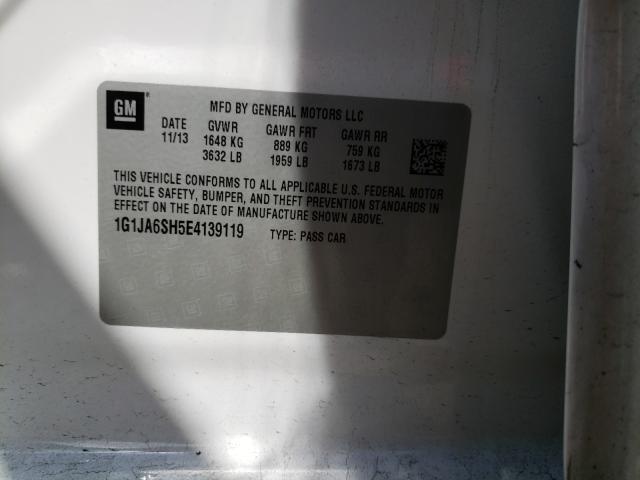 GM
MFD BY GENERAL MOTORS LLC
DATE GVWR GAWR FRT GAWR RR
11/13 1648 KG 889 KG 759 KG
3632 LB 1959 LB 1673 LB
THIS VEHICLE CONFORMS TO ALL APPLICABLE U.S. FEDERAL MOTOR
VEHICLE SAFETY, BUMPER, AND THEFT PREVENTION STANDARDS IN
EFFECT ON THE DATE OF MANUFACTURE SHOWN ABOVE.
1G1JA6SH5E4139119 TYPE: PASS CAR